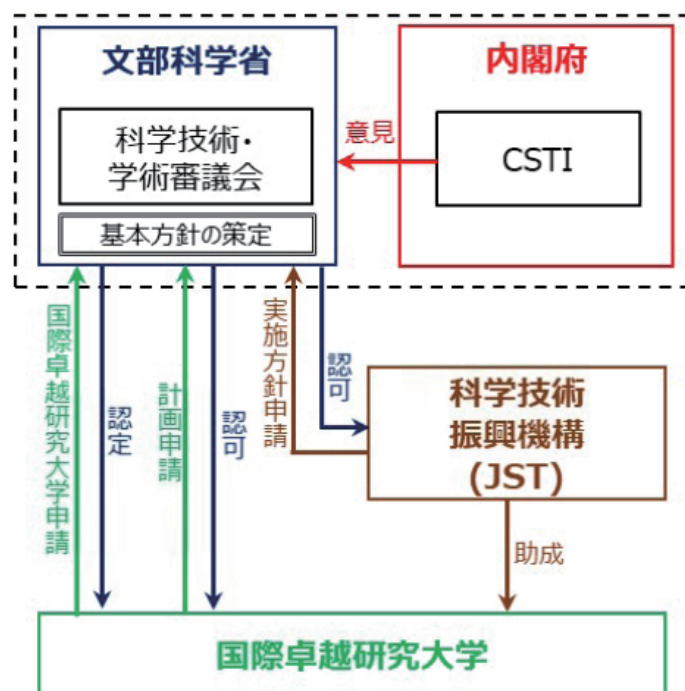 文部科学省
科学技術・
学術審議会
基本方針の策定
意見
内閣府
CSTI
国際卓越研究大学申請
認定
計画申請
認可
実施方針申請
認可
科学技術
振興機構
(JST)
助成
国際卓越研究大学